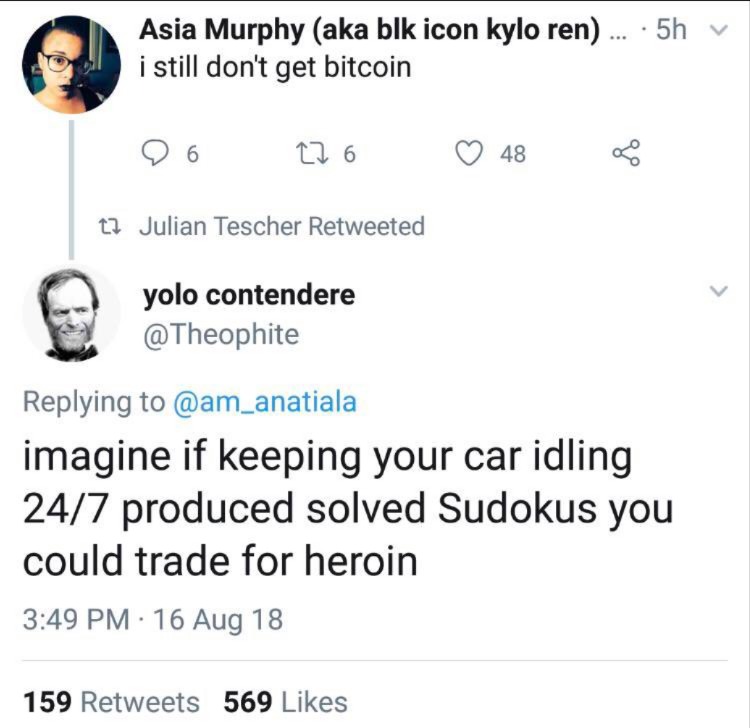 Asia Murphy (aka blk icon kylo ren) ... · 5h
i still don't get bitcoin
6 6 48
Julian Tescher Retweeted
yolo contendere
@Theophite
Replying to @am_anatiala
imagine if keeping your car idling
24/7 produced solved Sudokus you
could trade for heroin
3:49 PM · 16 Aug 18
159 Retweets 569 Likes